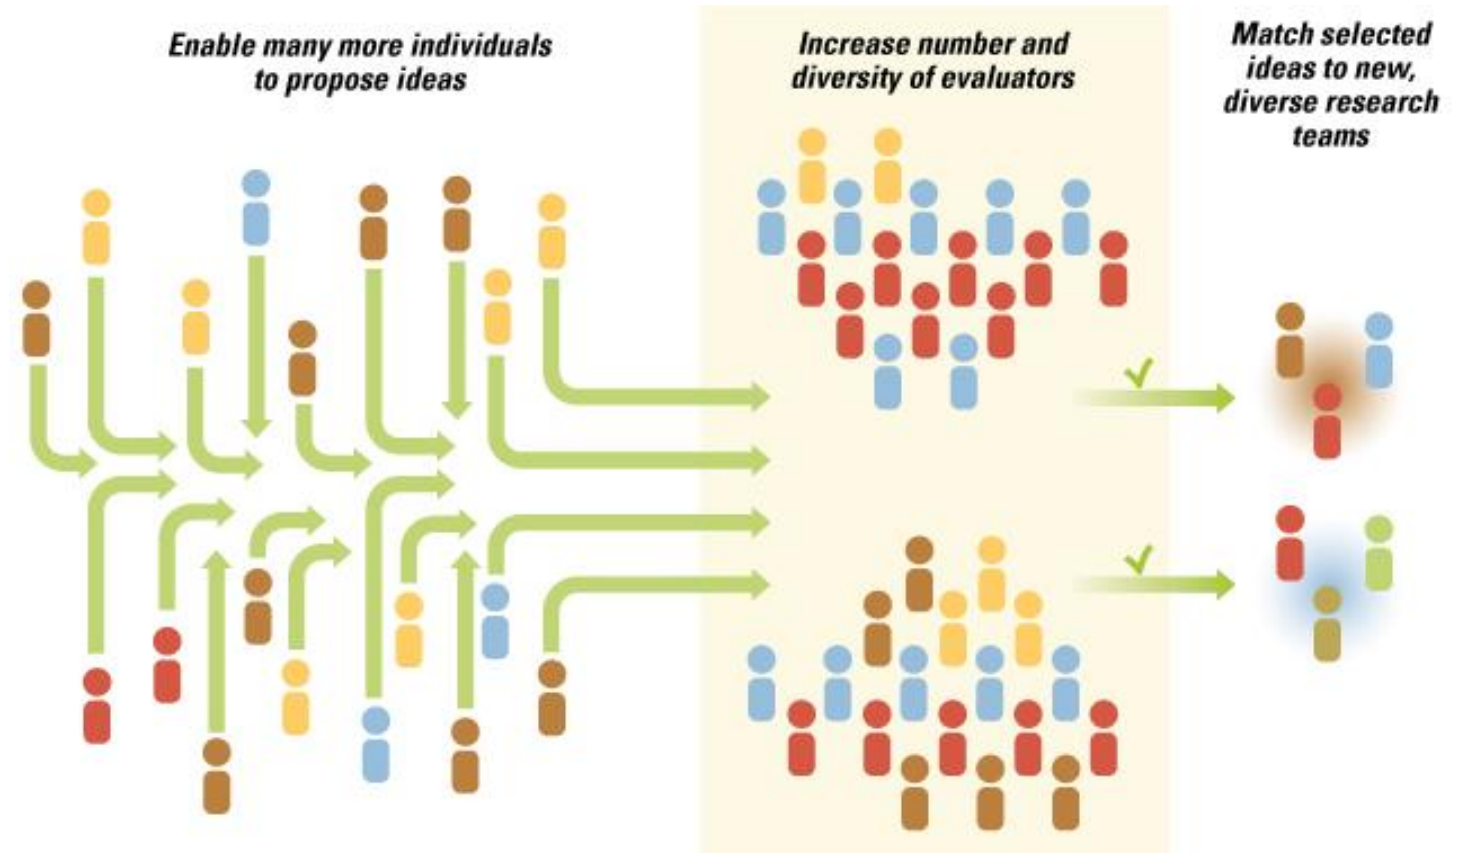 Enable many more individuals
to propose ideas
Increase number and
diversity of evaluators
Match selected
ideas to new,
diverse research
teams